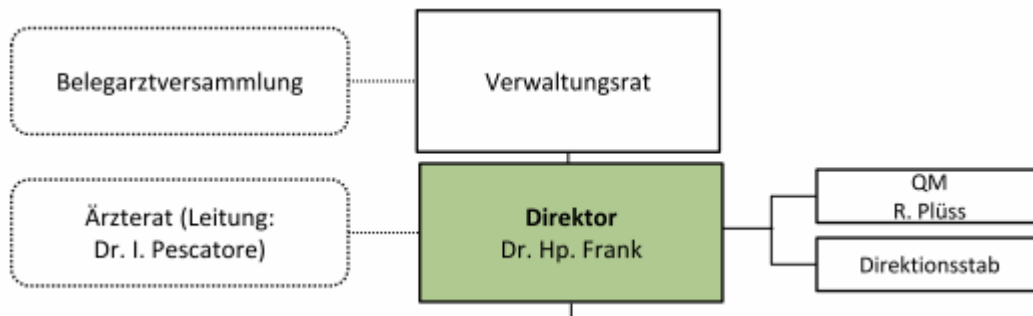 Belegarztversammlung
Verwaltungsrat
Ärzterat (Leitung:
Dr. I. Pescatore)
Direktor
Dr. Hp. Frank
QM
R. Plüss
Direktionsstab